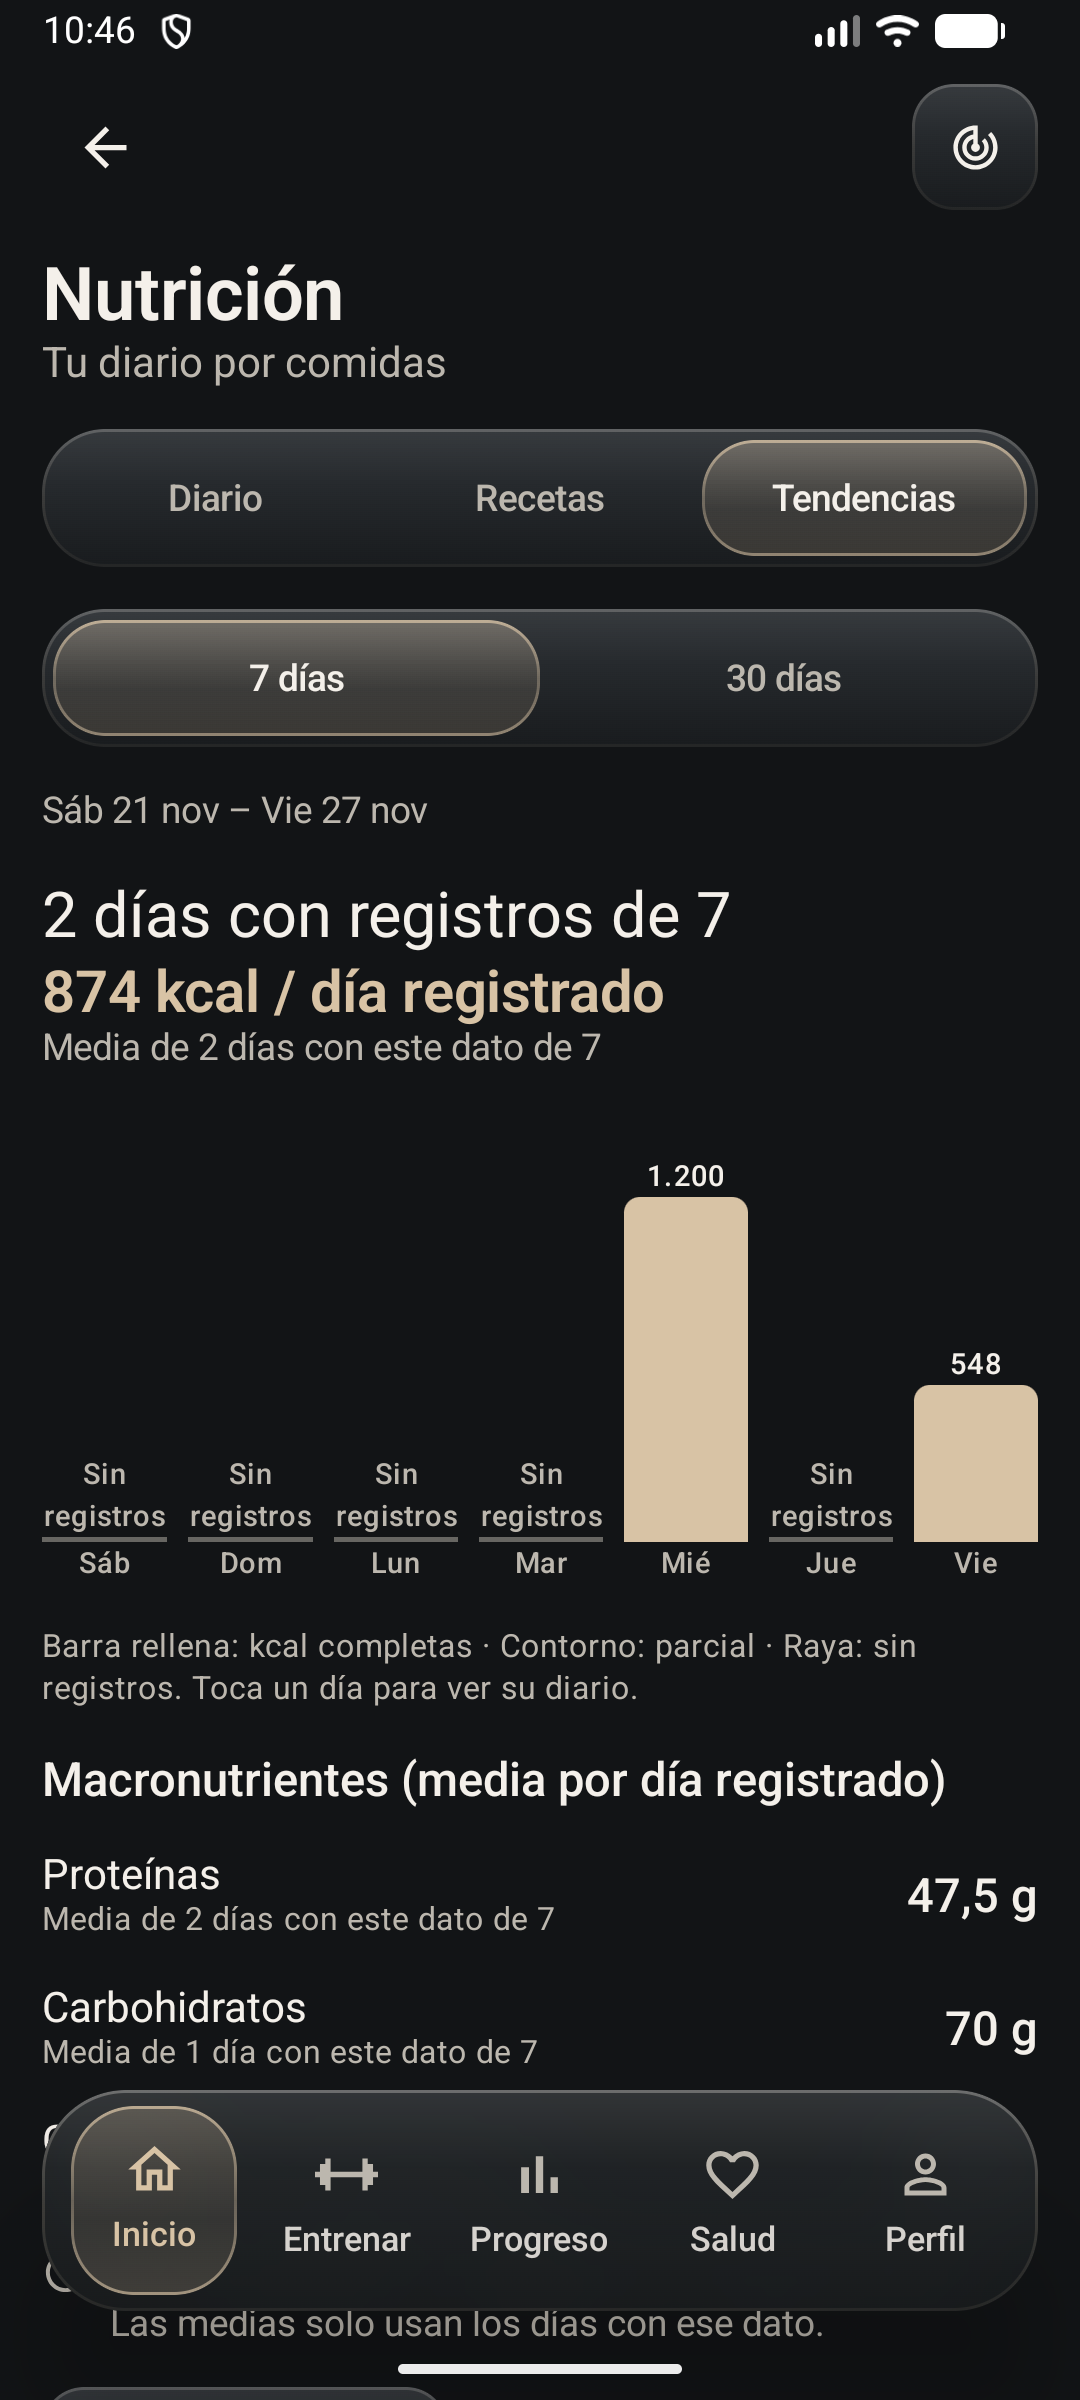 10:46
Nutrición
Tu diario por comidas
Diario Recetas Tendencias
7 días 30 días
Sáb 21 nov – Vie 27 nov
2 días con registros de 7
874 kcal / día registrado
Media de 2 días con este dato de 7
1.200
548
Sin registros Sin registros Sin registros Sin registros Sin registros
Sáb Dom Lun Mar Mié Jue Vie
Barra rellena: kcal completas · Contorno: parcial · Raya: sin
registros. Toca un día para ver su diario.
Macronutrientes (media por día registrado)
Proteínas
Media de 2 días con este dato de 7
47,5 g
Carbohidratos
Media de 1 día con este dato de 7
70 g
Inicio Entrenar Progreso Salud Perfil
Las medias solo usan los días con ese dato.